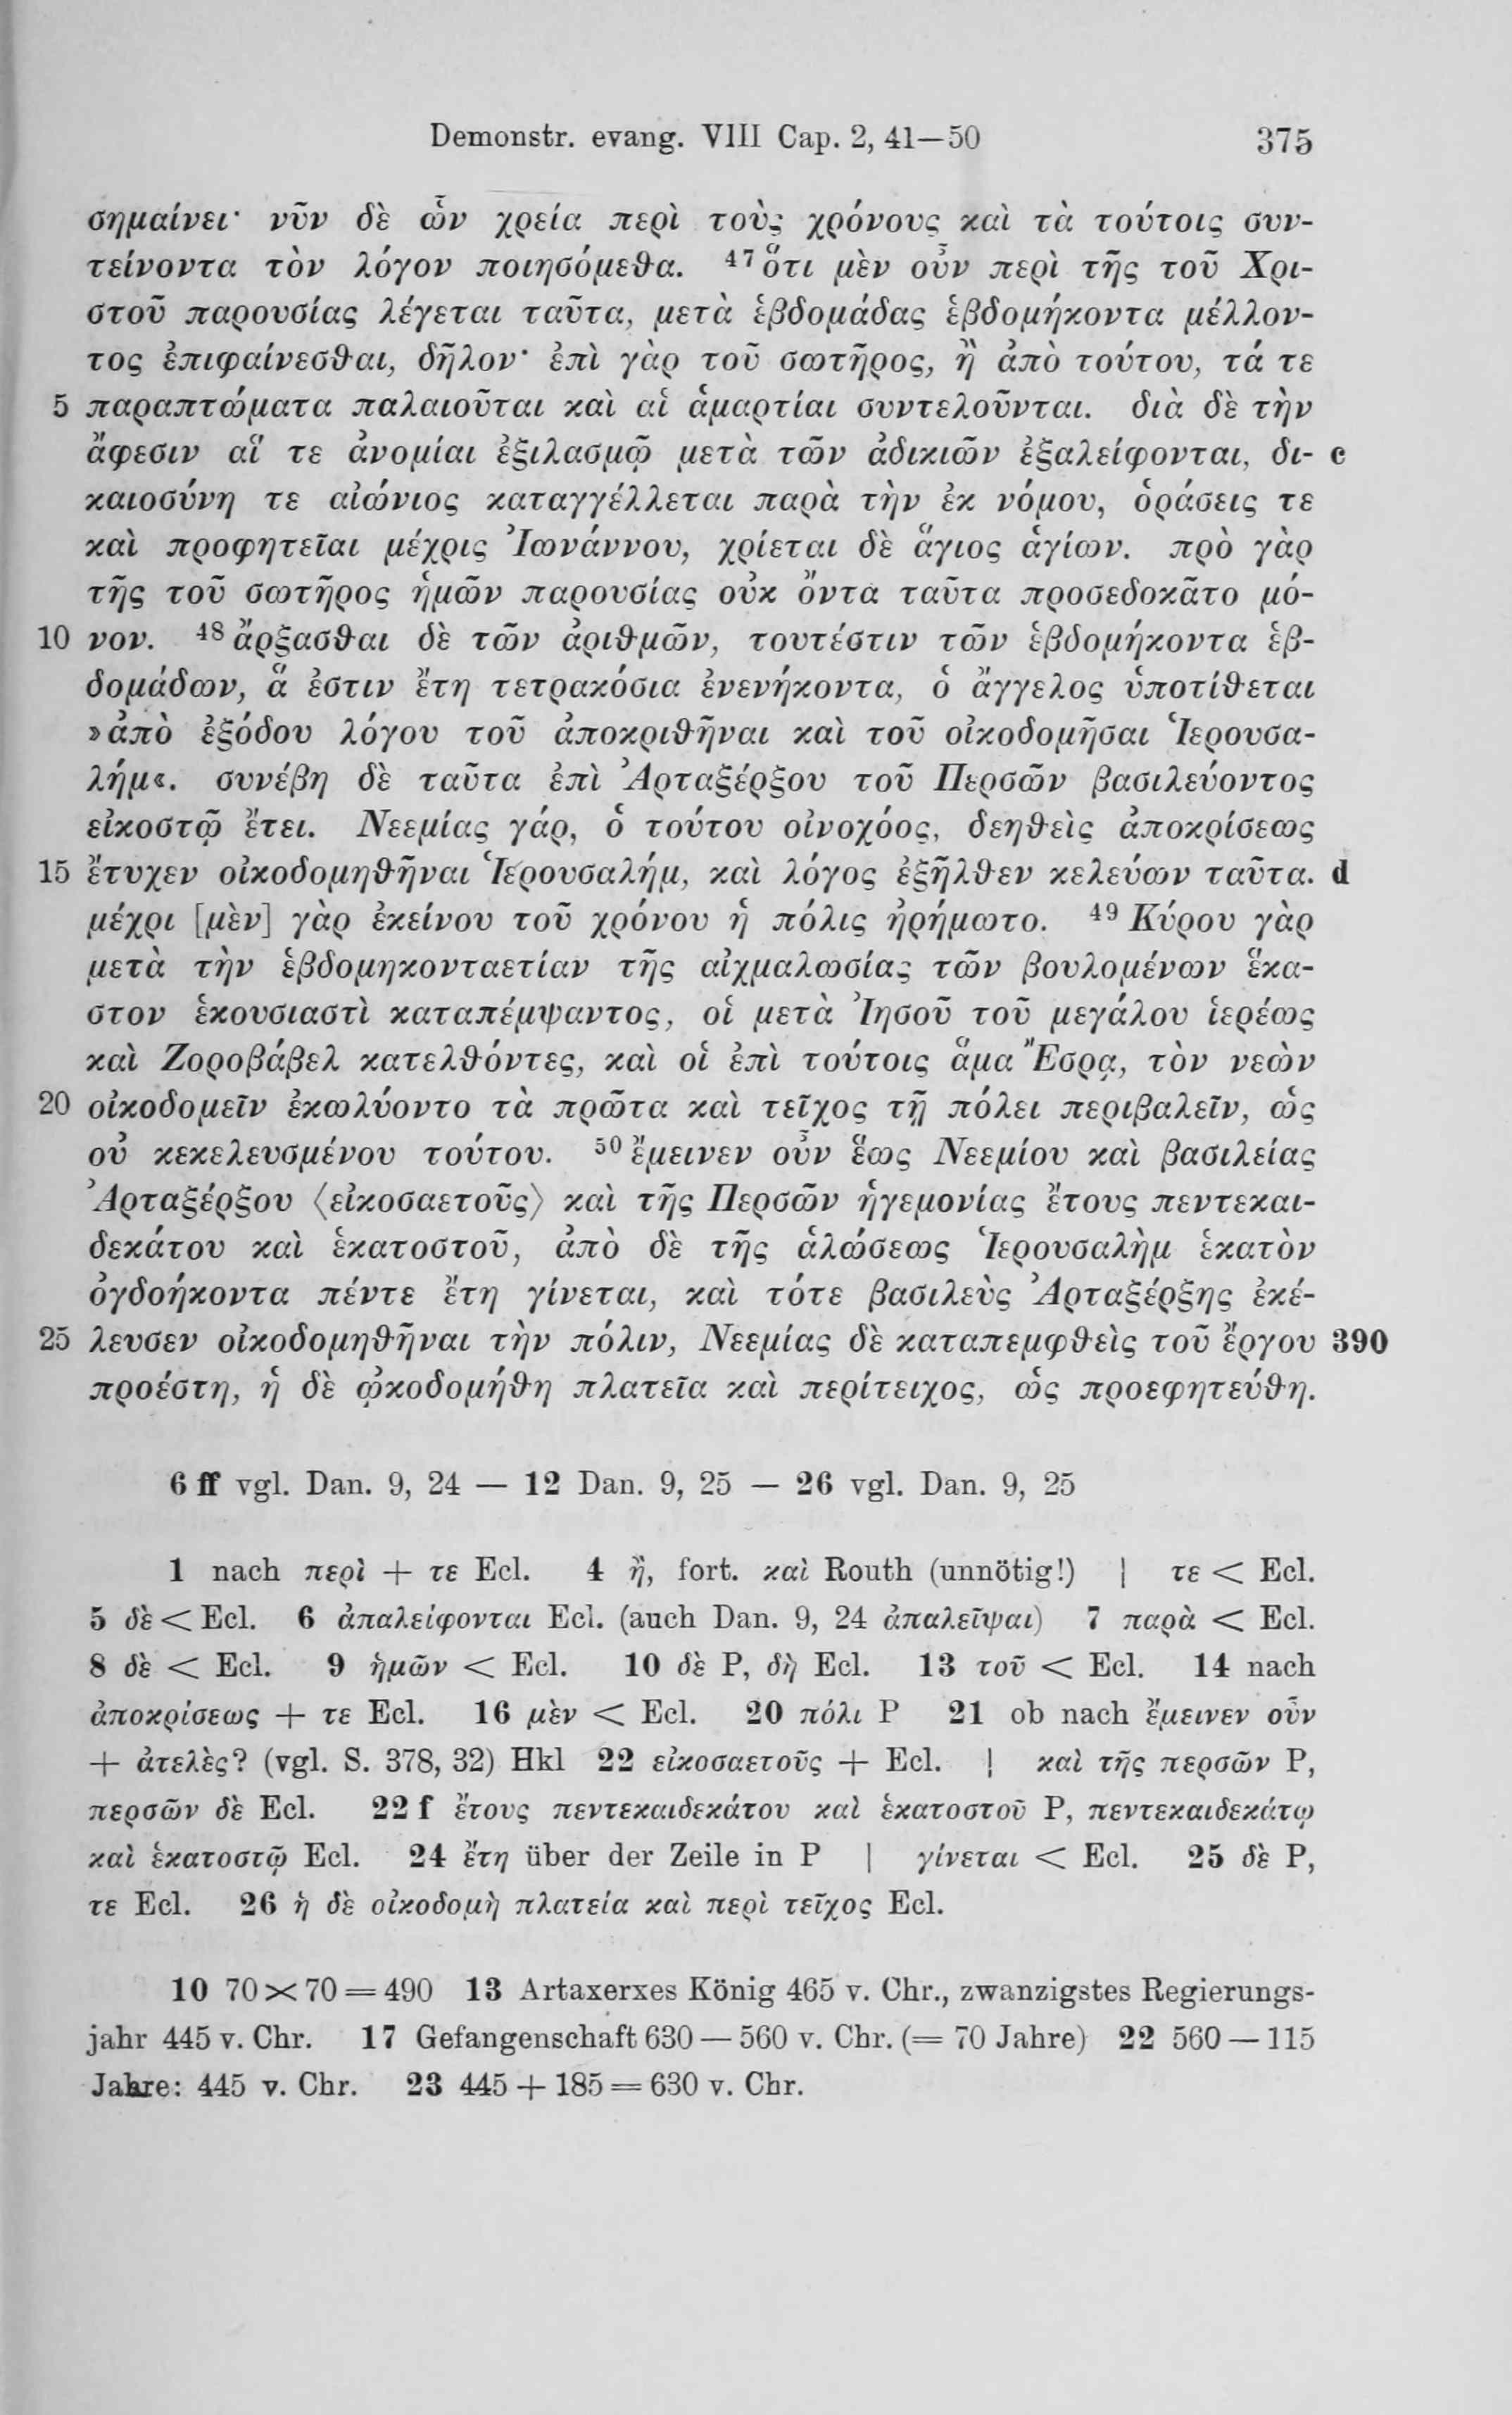 Demonstr. evang. VIII Cap. 2, 41—50 375
σημαίνει· νῦν δὲ ὧν χρεία περὶ τοὺς χρόνους καὶ τὰ τούτοις συν-
τείνοντα τὸν λόγον ποιησόμεθα. ⁴⁷ ὅτι μὲν οὖν περὶ τῆς τοῦ Χρι-
στοῦ παρουσίας λέγεται ταῦτα, μετὰ ἑβδομάδας ἑβδομήκοντα μέλλον-
τος ἐπιφαίνεσθαι, δῆλον· ἐπὶ γὰρ τοῦ σωτῆρος, ἢ ἀπὸ τούτου, τά τε
5 παραπτώματα παλαιοῦται καὶ αἱ ἁμαρτίαι συντελοῦνται. διὰ δὲ τὴν
ἄφεσιν αἵ τε ἀνομίαι ἐξιλασμῷ μετὰ τῶν ἀδικιῶν ἐξαλείφονται, δι- c
καιοσύνη τε αἰώνιος καταγγέλλεται παρὰ τὴν ἐκ νόμου, ὁράσεις τε
καὶ προφητεῖαι μέχρις Ἰωνάννου, χρίεται δὲ ἅγιος ἁγίων. πρὸ γὰρ
τῆς τοῦ σωτῆρος ἡμῶν παρουσίας οὐκ ὄντα ταῦτα προσεδοκᾶτο μό-
10 νον. ⁴⁸ ἄρξασθαι δὲ τῶν ἀριθμῶν, τουτέστιν τῶν ἑβδομήκοντα ἑβ-
δομάδων, ἅ ἐστιν ἔτη τετρακόσια ἐνενήκοντα, ὁ ἄγγελος ὑποτίθεται
»ἀπὸ ἐξόδου λόγου τοῦ ἀποκριθῆναι καὶ τοῦ οἰκοδομῆσαι Ἱερουσα-
λήμ«. συνέβη δὲ ταῦτα ἐπὶ Ἀρταξέρξου τοῦ Περσῶν βασιλεύοντος
εἰκοστῷ ἔτει. Νεεμίας γάρ, ὁ τούτου οἰνοχόος, δεηθεὶς ἀποκρίσεως
15 ἔτυχεν οἰκοδομηθῆναι Ἱερουσαλήμ, καὶ λόγος ἐξῆλθεν κελεύων ταῦτα. d
μέχρι [μὲν] γὰρ ἐκείνου τοῦ χρόνου ἡ πόλις ἠρήμωτο. ⁴⁹ Κύρου γὰρ
μετὰ τὴν ἑβδομηκονταετίαν τῆς αἰχμαλωσίας τῶν βουλομένων ἕκα-
στον ἑκουσιαστὶ καταπέμψαντος, οἱ μετὰ Ἰησοῦ τοῦ μεγάλου ἱερέως
καὶ Ζοροβάβελ κατελθόντες, καὶ οἱ ἐπὶ τούτοις ἅμα Ἔσρᾳ, τὸν νεὼν
20 οἰκοδομεῖν ἐκωλύοντο τὰ πρῶτα καὶ τεῖχος τῇ πόλει περιβαλεῖν, ὡς
οὐ κεκελευσμένου τούτου. ⁵⁰ ἔμεινεν οὖν ἕως Νεεμίου καὶ βασιλείας
Ἀρταξέρξου ⟨εἰκοσαετοῦς⟩ καὶ τῆς Περσῶν ἡγεμονίας ἔτους πεντεκαι-
δεκάτου καὶ ἑκατοστοῦ, ἀπὸ δὲ τῆς ἁλώσεως Ἱερουσαλὴμ ἑκατὸν
ὀγδοήκοντα πέντε ἔτη γίνεται, καὶ τότε βασιλεὺς Ἀρταξέρξης ἐκέ-
25 λευσεν οἰκοδομηθῆναι τὴν πόλιν, Νεεμίας δὲ καταπεμφθεὶς τοῦ ἔργου 390
προέστη, ἡ δὲ ᾠκοδομήθη πλατεῖα καὶ περίτειχος, ὡς προεφητεύθη.
6 ff vgl. Dan. 9, 24 — 12 Dan. 9, 25 — 26 vgl. Dan. 9, 25
1 nach περὶ + τε Ecl. 4 ἢ, fort. καὶ Routh (unnötig!) | τε < Ecl.
5 δὲ < Ecl. 6 ἀπαλείφονται Ecl. (auch Dan. 9, 24 ἀπαλεῖψαι) 7 παρὰ < Ecl.
8 δὲ < Ecl. 9 ἡμῶν < Ecl. 10 δὲ P, δὴ Ecl. 13 τοῦ < Ecl. 14 nach
ἀποκρίσεως + τε Ecl. 16 μὲν < Ecl. 20 πόλι P 21 ob nach ἔμεινεν οὖν
+ ἀτελὲς? (vgl. S. 378, 32) Hkl 22 εἰκοσαετοῦς + Ecl. | καὶ τῆς περσῶν P,
περσῶν δὲ Ecl. 22 f ἔτους πεντεκαιδεκάτου καὶ ἑκατοστοῦ P, πεντεκαιδεκάτῳ
καὶ ἑκατοστῷ Ecl. 24 ἔτη über der Zeile in P | γίνεται < Ecl. 25 δὲ P,
τε Ecl. 26 ἡ δὲ οἰκοδομὴ πλατεία καὶ περὶ τεῖχος Ecl.
10 70×70 = 490 13 Artaxerxes König 465 v. Chr., zwanzigstes Regierungs-
jahr 445 v. Chr. 17 Gefangenschaft 630 — 560 v. Chr. (= 70 Jahre) 22 560 — 115
Jahre: 445 v. Chr. 23 445 + 185 = 630 v. Chr.